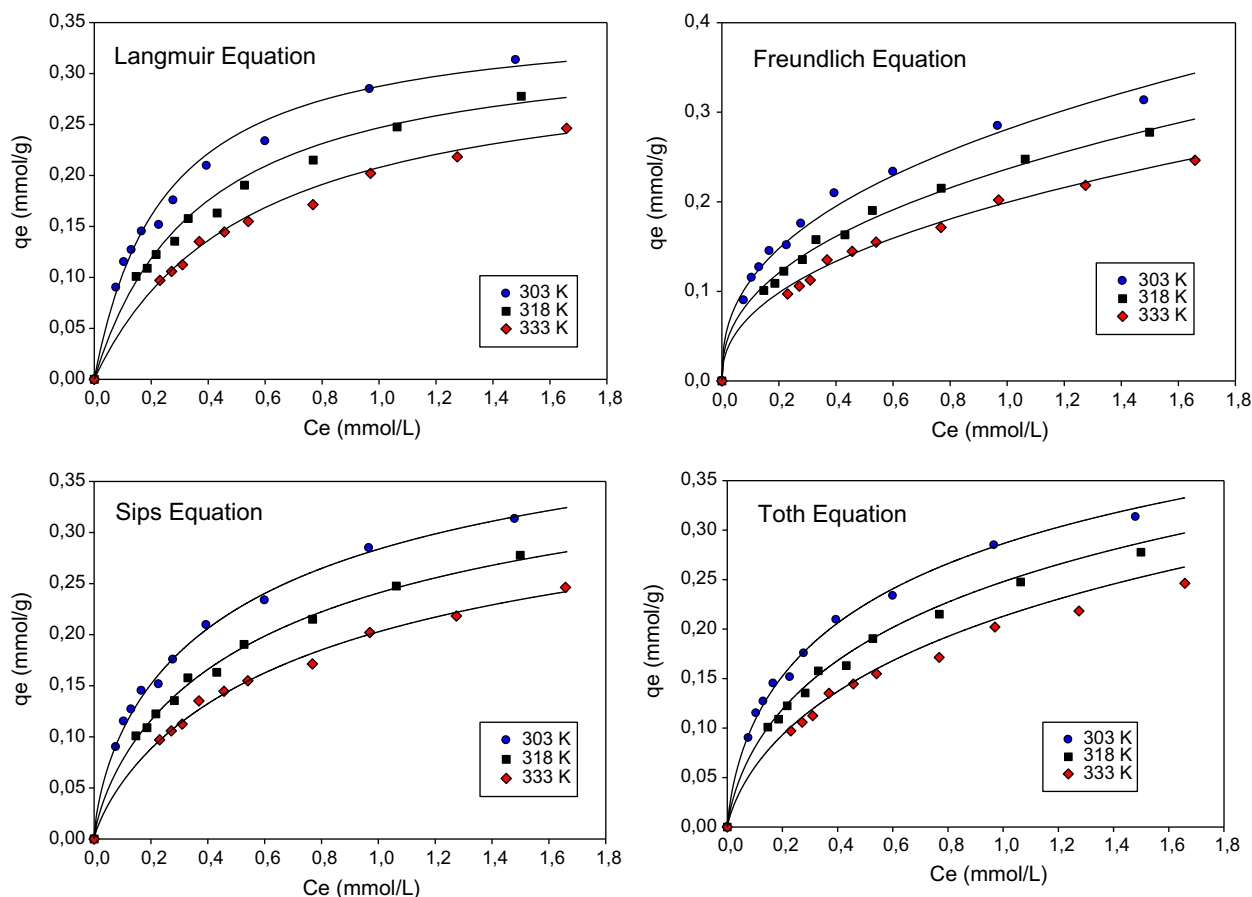 Langmuir Equation
qe (mmol/g)
0,35
0,30
0,25
0,20
0,15
0,10
0,05
0,00
303 K
318 K
333 K
0,0 0,2 0,4 0,6 0,8 1,0 1,2 1,4 1,6 1,8
Ce (mmol/L)
Freundlich Equation
qe (mmol/g)
0,4
0,3
0,2
0,1
0,0
303 K
318 K
333 K
0,0 0,2 0,4 0,6 0,8 1,0 1,2 1,4 1,6 1,8
Ce (mmol/L)
Sips Equation
qe (mmol/g)
0,35
0,30
0,25
0,20
0,15
0,10
0,05
0,00
303 K
318 K
333 K
0,0 0,2 0,4 0,6 0,8 1,0 1,2 1,4 1,6 1,8
Ce (mmol/L)
Toth Equation
qe (mmol/g)
0,35
0,30
0,25
0,20
0,15
0,10
0,05
0,00
303 K
318 K
333 K
0,0 0,2 0,4 0,6 0,8 1,0 1,2 1,4 1,6 1,8
Ce (mmol/L)